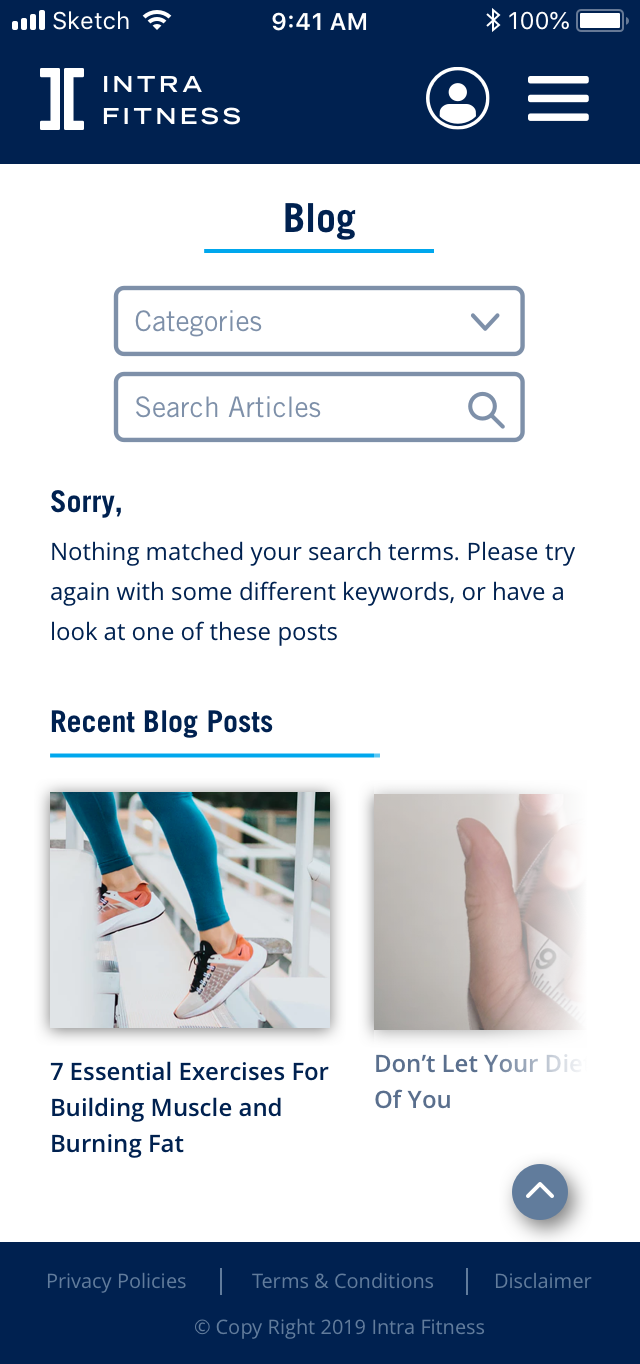 Sketch 9:41 AM 100%
INTRA
FITNESS
Blog
Categories
Search Articles
Sorry,
Nothing matched your search terms. Please try
again with some different keywords, or have a
look at one of these posts
Recent Blog Posts
9
7 Essential Exercises For
Building Muscle and
Burning Fat
Don’t Let Your Die
Of You
Privacy Policies | Terms & Conditions | Disclaimer
© Copy Right 2019 Intra Fitness